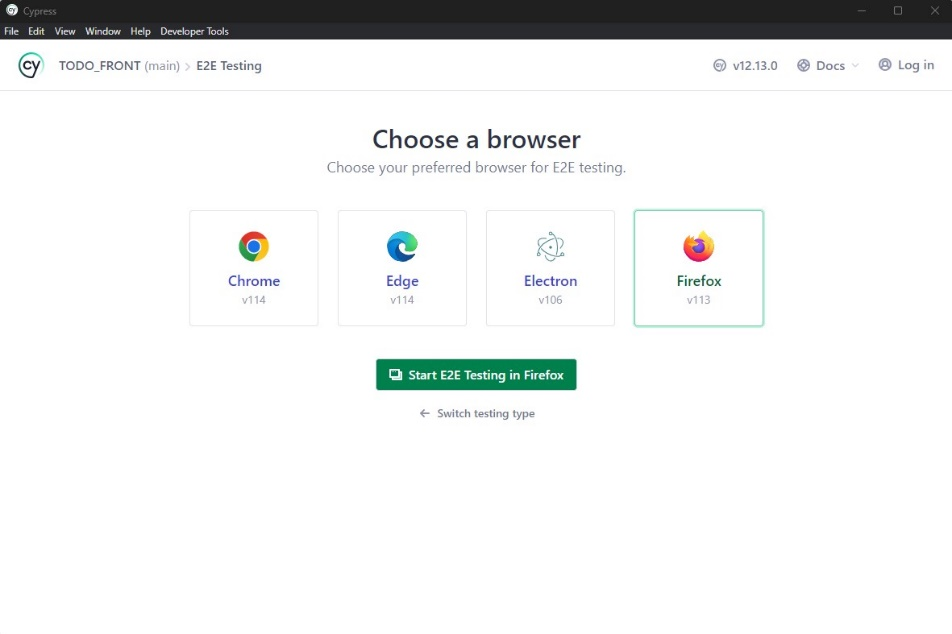 Cypress
File Edit View Window Help Developer Tools
cy TODO_FRONT (main) > E2E Testing v12.13.0 Docs Log in
Choose a browser
Choose your preferred browser for E2E testing.
Chrome Edge Electron Firefox
v114 v114 v106 v113
Start E2E Testing in Firefox
← Switch testing type